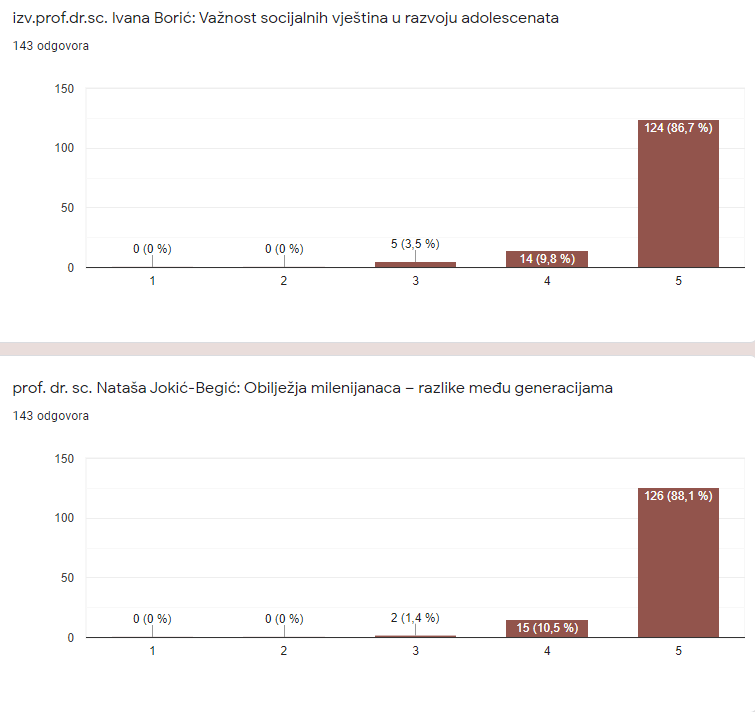 izv.prof.dr.sc. Ivana Borić: Važnost socijalnih vještina u razvoju adolescenata
143 odgovora
150
100
50
0
0 (0 %)
0 (0 %)
5 (3,5 %)
14 (9,8 %)
124 (86,7 %)
1 2 3 4 5
prof. dr. sc. Nataša Jokić-Begić: Obilježja milenijanaca – razlike među generacijama
143 odgovora
150
100
50
0
0 (0 %)
0 (0 %)
2 (1,4 %)
15 (10,5 %)
126 (88,1 %)
1 2 3 4 5